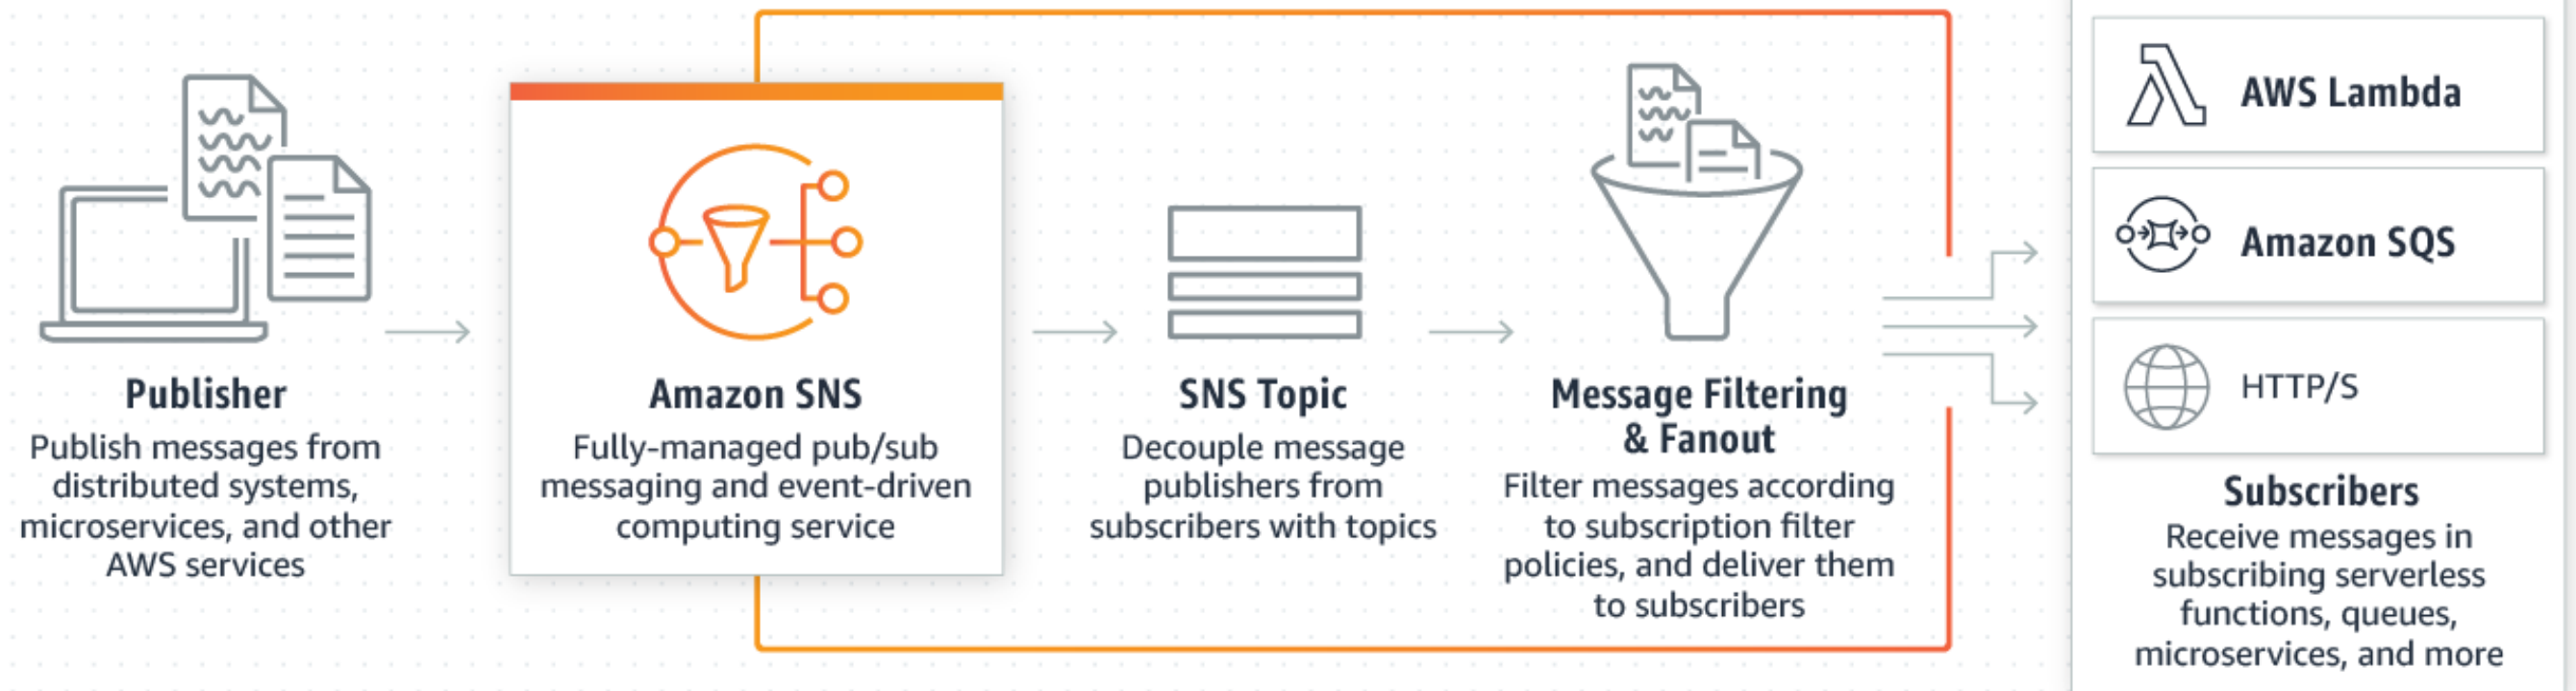 Publisher
Publish messages from
distributed systems,
microservices, and other
AWS services
Amazon SNS
Fully-managed pub/sub
messaging and event-driven
computing service
SNS Topic
Decouple message
publishers from
subscribers with topics
Message Filtering
& Fanout
Filter messages according
to subscription filter
policies, and deliver them
to subscribers
AWS Lambda
Amazon SQS
HTTP/S
Subscribers
Receive messages in
subscribing serverless
functions, queues,
microservices, and more